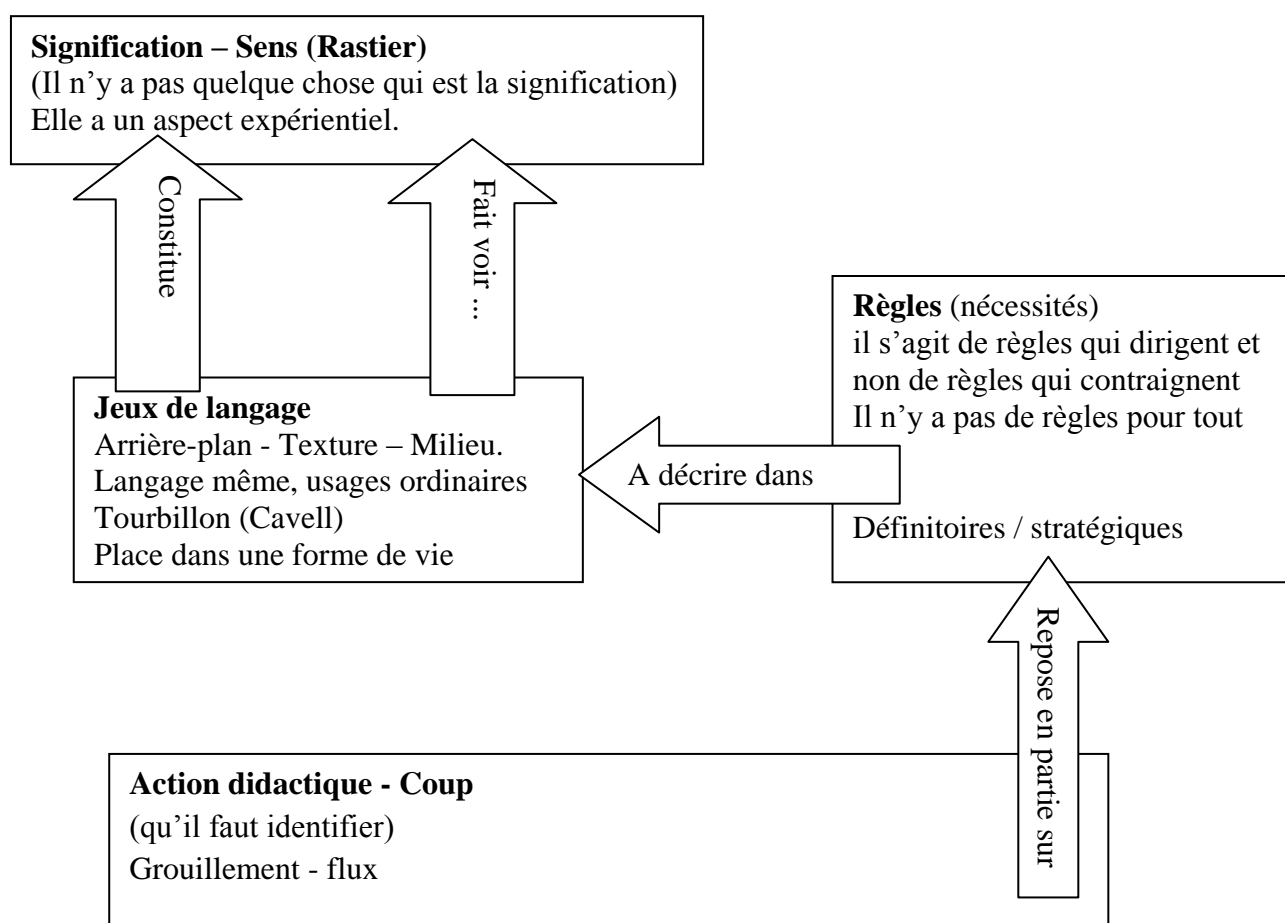 Signification – Sens (Rastier)
(Il n’y a pas quelque chose qui est la signification)
Elle a un aspect expérientiel.
Constitue
Fait voir ...
Règles (nécessités)
il s’agit de règles qui dirigent et
non de règles qui contraignent
Il n’y a pas de règles pour tout
Définitoires / stratégiques
A décrire dans
Jeux de langage
Arrière-plan - Texture – Milieu.
Langage même, usages ordinaires
Tourbillon (Cavell)
Place dans une forme de vie
Repose en partie sur
Action didactique - Coup
(qu’il faut identifier)
Grouillement - flux